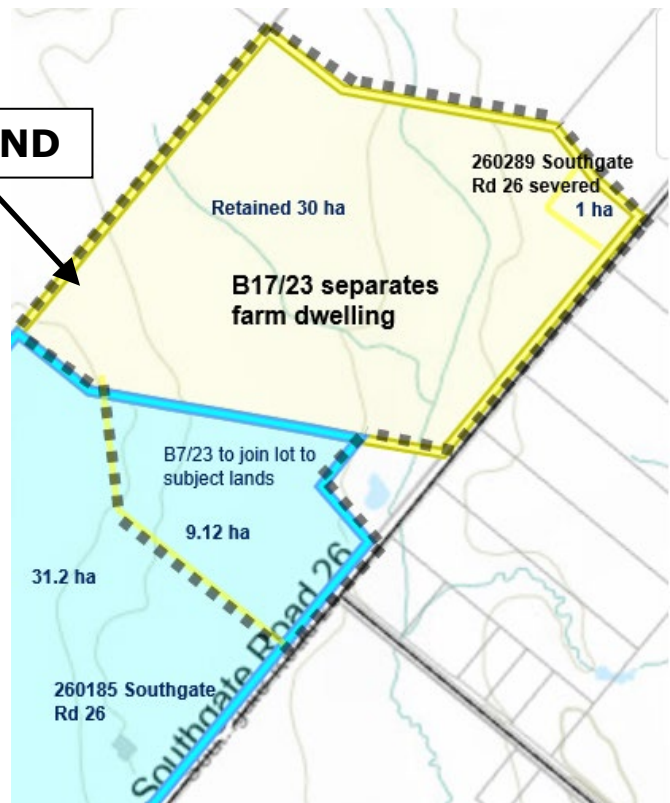 ND
260289 Southgate
Rd 26 severed
1 ha
Retained 30 ha
B17/23 separates
farm dwelling
B7/23 to join lot to
subject lands
9.12 ha
31.2 ha
260185 Southgate
Rd 26
Southgate Road 26